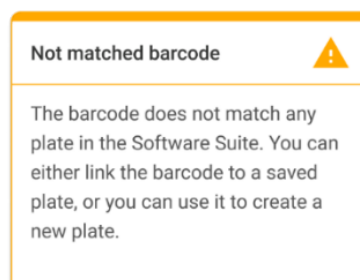 Not matched barcode
The barcode does not match any
plate in the Software Suite. You can
either link the barcode to a saved
plate, or you can use it to create a
new plate.